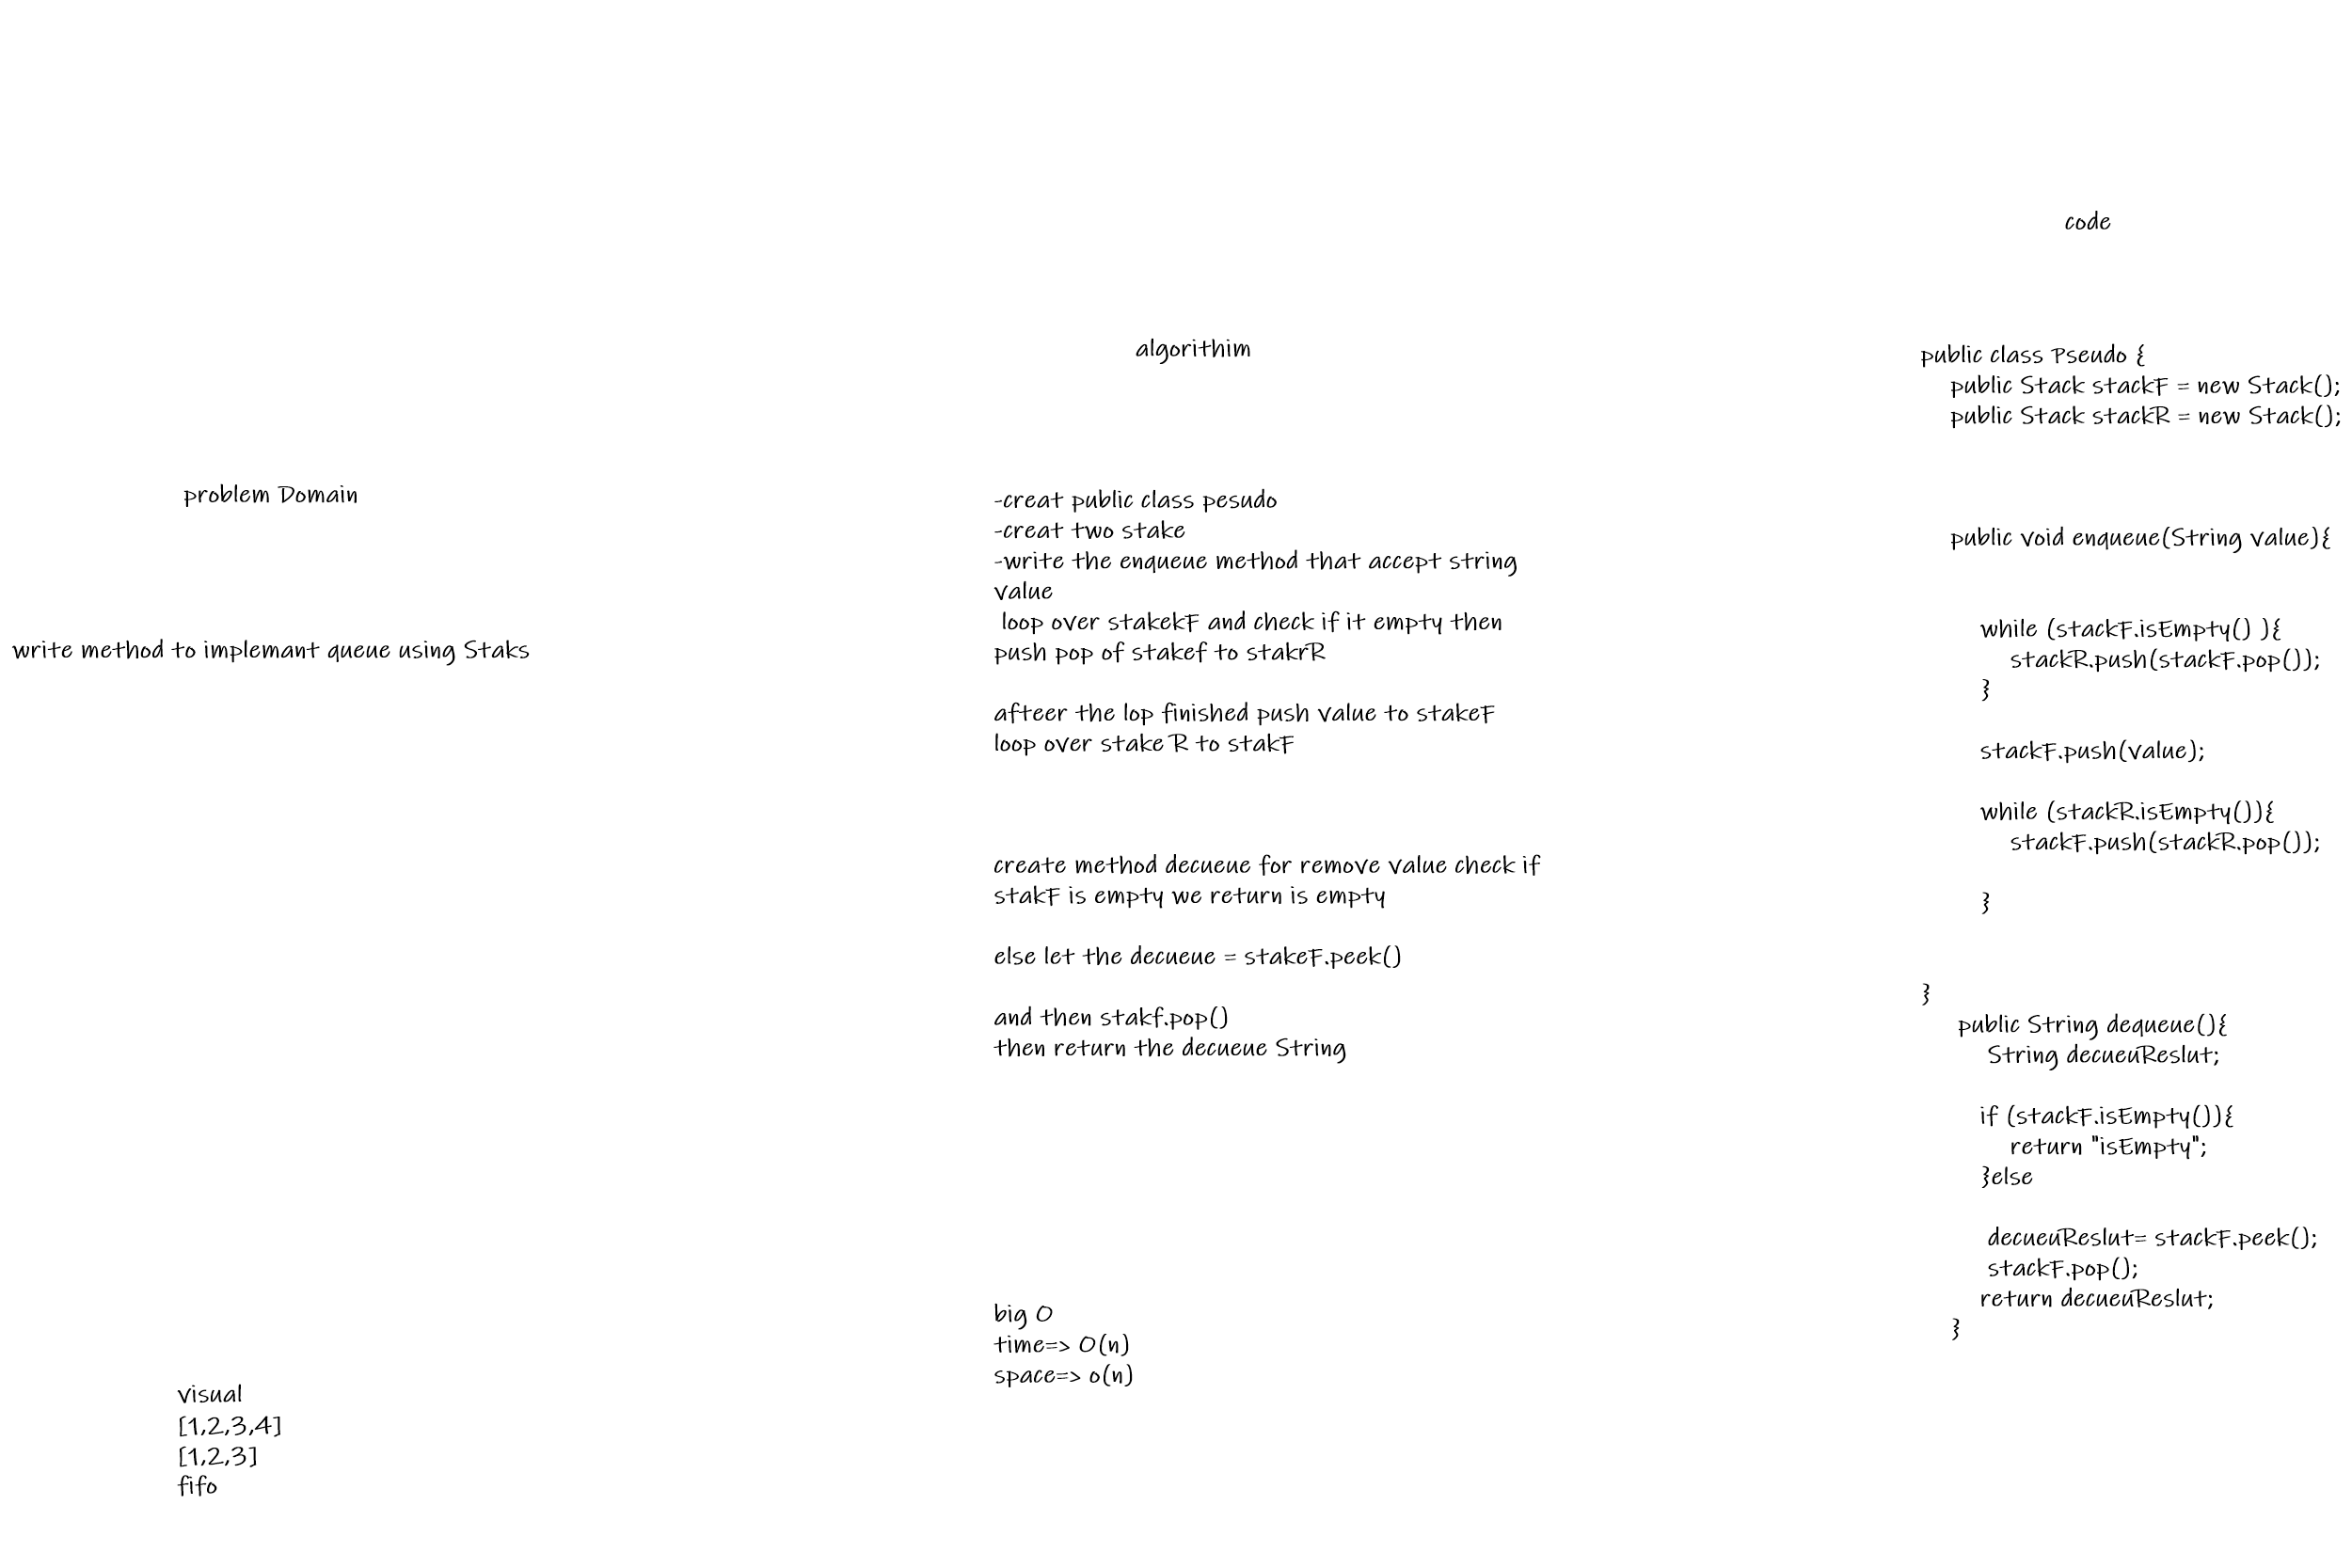 problem Domain
write method to implemant queue using Staks
visual
[1,2,3,4]
[1,2,3]
fifo
algorithim
-creat public class pesudo
-creat two stake
-write the enqueue method that accept string
value
loop over stakekF and check if it empty then
push pop of stakef to stakrR
afteer the lop finished push value to stakeF
loop over stake R to stakF
create method decueue for remove value check if
stakF is empty we return is empty
else let the decueue = stakeF.peek()
and then stakf.pop()
then return the decueue String
big O
time=> O(n)
space=> o(n)
code
public class Pseudo {
public Stack stackF = new Stack();
public Stack stackR = new Stack();
public void enqueue(String value){
while (stackF.isEmpty() ){
stackR.push(stackF.pop());
}
stackF.push(value);
while (stackR.isEmpty()){
stackF.push(stackR.pop());
}
}
public String dequeue(){
String decueuReslut;
if (stackF.isEmpty()){
return "isEmpty";
}else
decueuReslut= stackF.peek();
stackF.pop();
return decueuReslut;
}